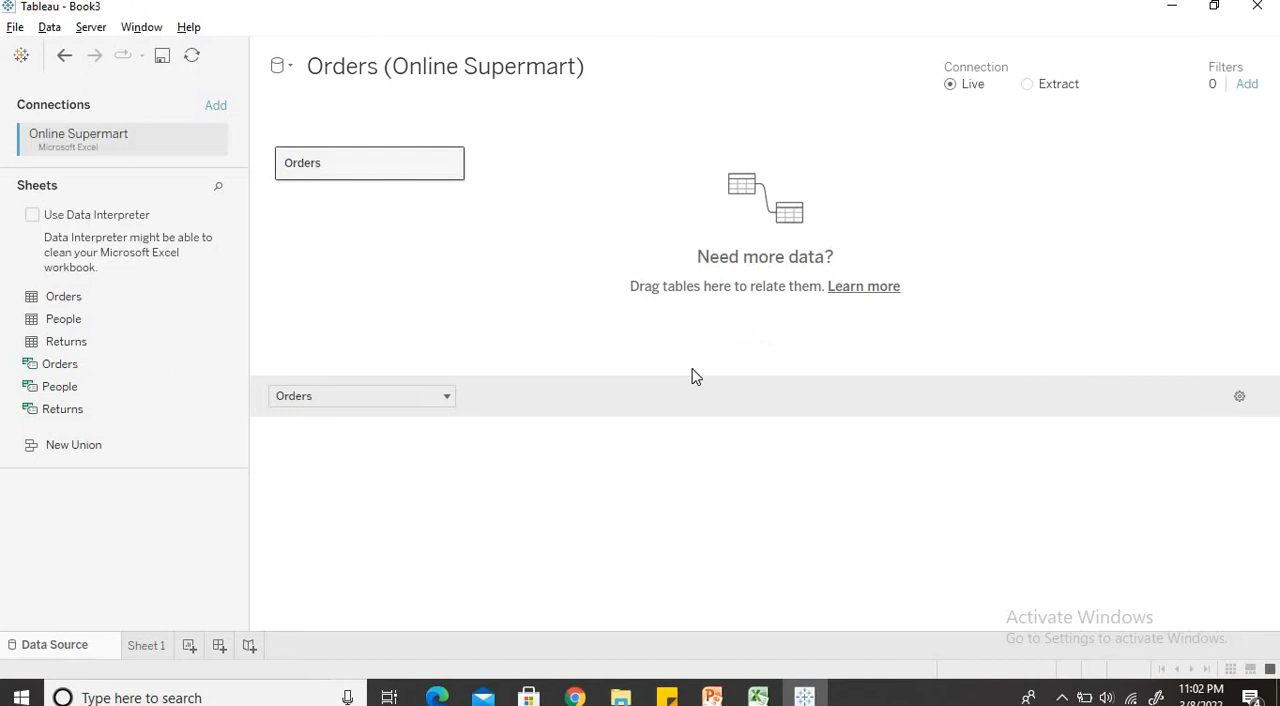 Tableau - Book3
File Data Server Window Help
Connections Add
Online Supermart
Microsoft Excel
Sheets
Use Data Interpreter
Data Interpreter might be able to
clean your Microsoft Excel
workbook.
Orders
People
Returns
Orders
People
Returns
New Union
Orders (Online Supermart)
Connection
Live Extract
Filters
0 Add
Orders
Need more data?
Drag tables here to relate them. Learn more
Orders
Activate Windows
Go to Settings to activate Windows.
Data Source Sheet 1
Type here to search
11:02 PM
3/8/2022